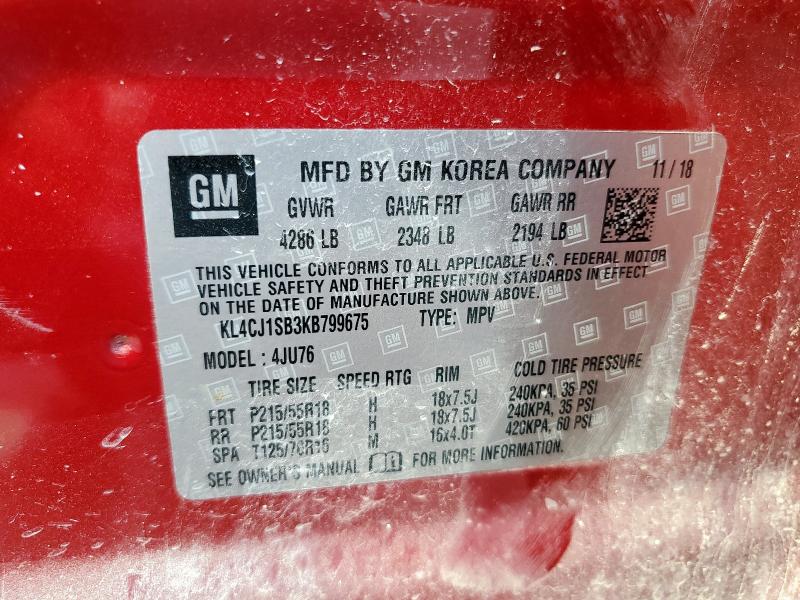 GM MFD BY GM KOREA COMPANY 11/18
GVWR GAWR FRT GAWR RR
4286 LB 2348 LB 2194 LB
THIS VEHICLE CONFORMS TO ALL APPLICABLE U.S. FEDERAL MOTOR
VEHICLE SAFETY AND THEFT PREVENTION STANDARDS IN EFFECT
ON THE DATE OF MANUFACTURE SHOWN ABOVE.
KL4CJ1SB3KB799675 TYPE: MPV
MODEL: 4JU76
TIRE SIZE SPEED RTG RIM COLD TIRE PRESSURE
FRT P215/55R18 H 18x7.5J 240KPA, 35 PSI
RR P215/55R18 H 18x7.5J 240KPA, 35 PSI
SPA T125/70R16 M 16x4.0T 420KPA, 60 PSI
SEE OWNER'S MANUAL FOR MORE INFORMATION.